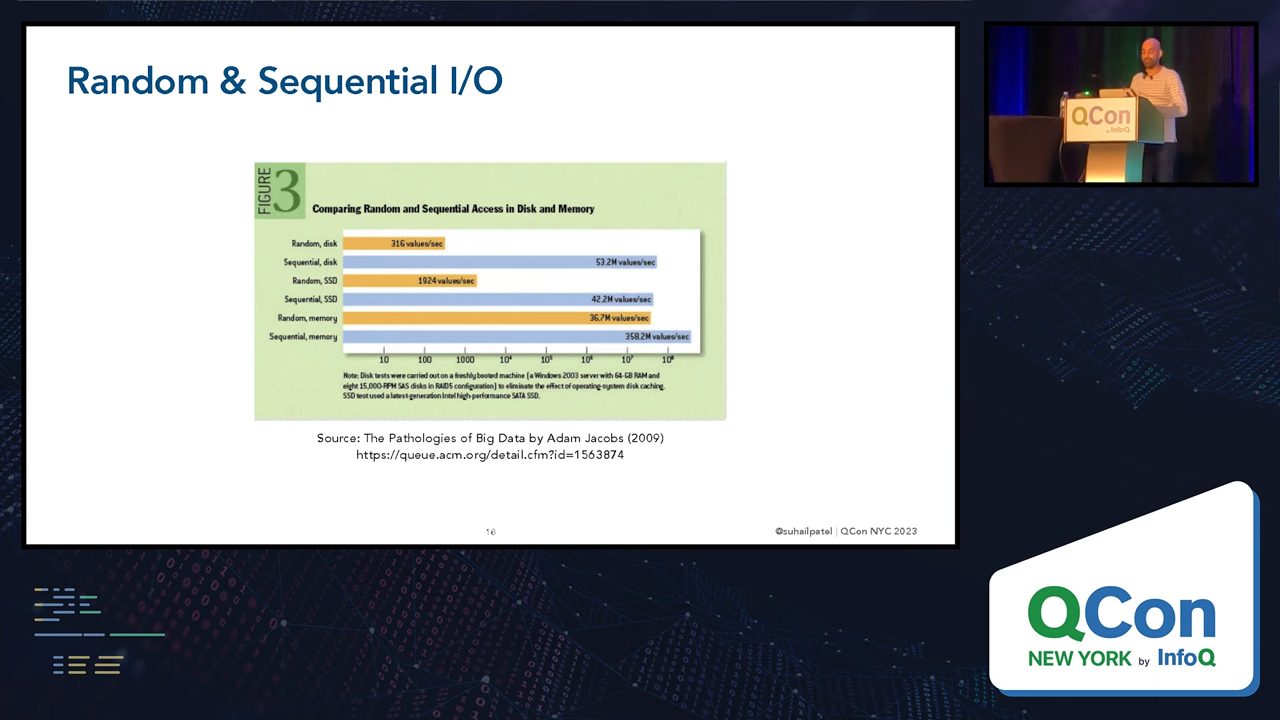 Random & Sequential I/O
FIGURE 3
Comparing Random and Sequential Access in Disk and Memory
Random, disk 316 values/sec
Sequential, disk 53.2M values/sec
Random, SSD 1924 values/sec
Sequential, SSD 42.2M values/sec
Random, memory 36.7M values/sec
Sequential, memory 358.2M values/sec
10 100 1000 10⁴ 10⁵ 10⁶ 10⁷ 10⁸
Note: Disk tests were carried out on a freshly booted machine (a Windows 2003 server with 64-GB RAM and
eight 15,000-RPM SAS disks in RAID5 configuration) to eliminate the effect of operating-system disk caching.
SSD test used a latest-generation Intel high-performance SATA SSD.
Source: The Pathologies of Big Data by Adam Jacobs (2009)
https://queue.acm.org/detail.cfm?id=1563874
16
@suhailpatel | QCon NYC 2023
QCon
by InfoQ
QCon
NEW YORK by InfoQ